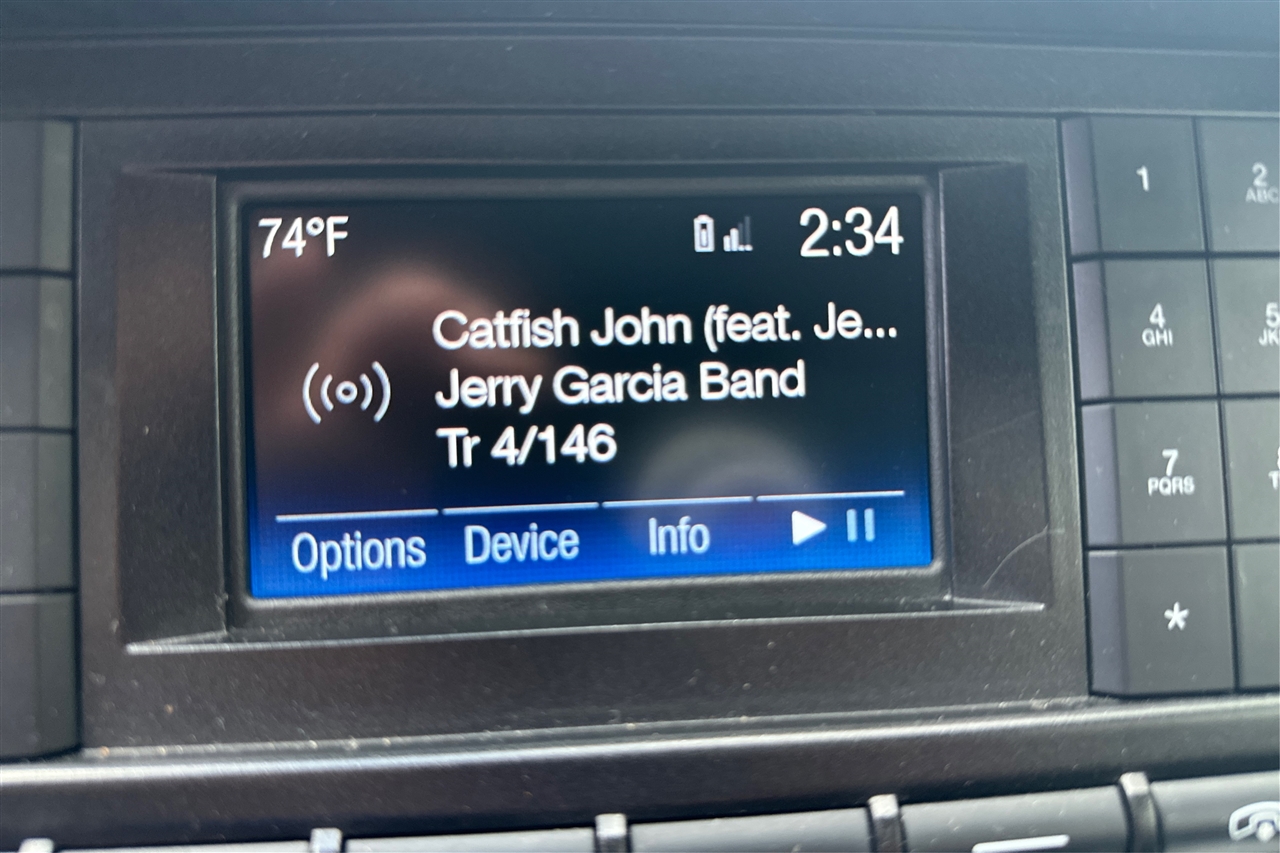 74°F 2:34
Catfish John (feat. Je...
Jerry Garcia Band
Tr 4/146
Options Device Info
1 2
ABC
4 5
GHI JK
7
PQRS T
*